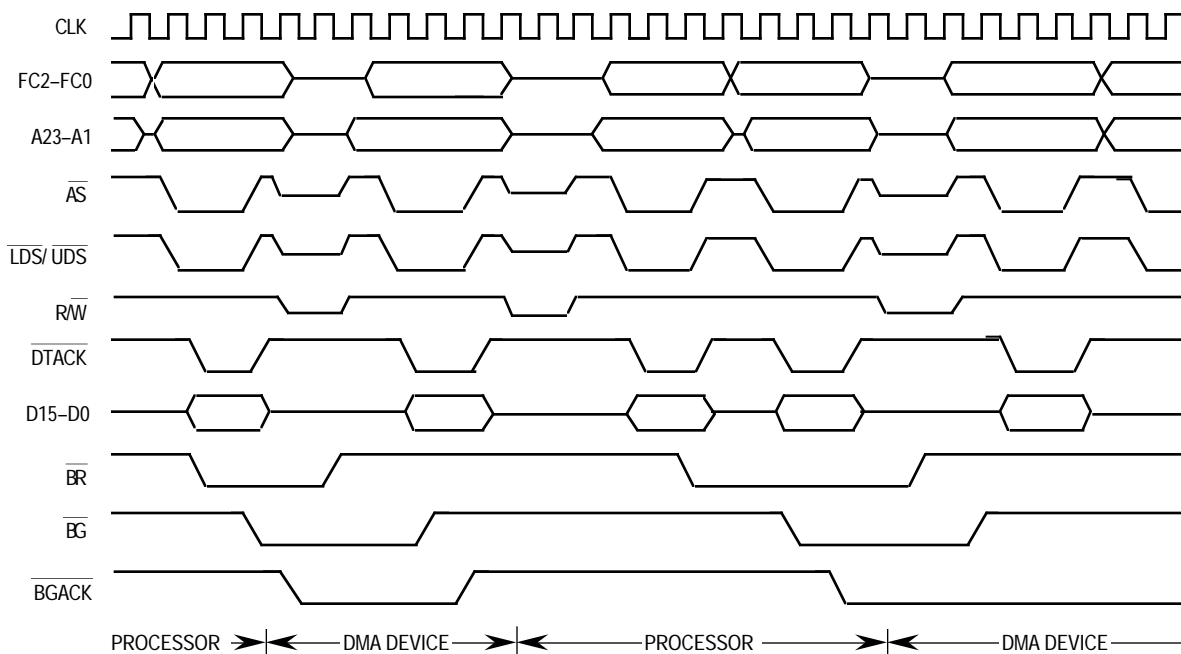 CLK
FC2–FC0
A23–A1
AS
LDS/ UDS
R/W
DTACK
D15–D0
BR
BG
BGACK
PROCESSOR DMA DEVICE PROCESSOR DMA DEVICE